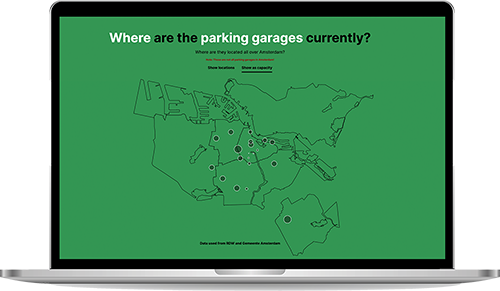 Where are the parking garages currently?
Where are they located all over Amsterdam?
Show locations Show as capacity
Data used from RDW and Gemeente Amsterdam